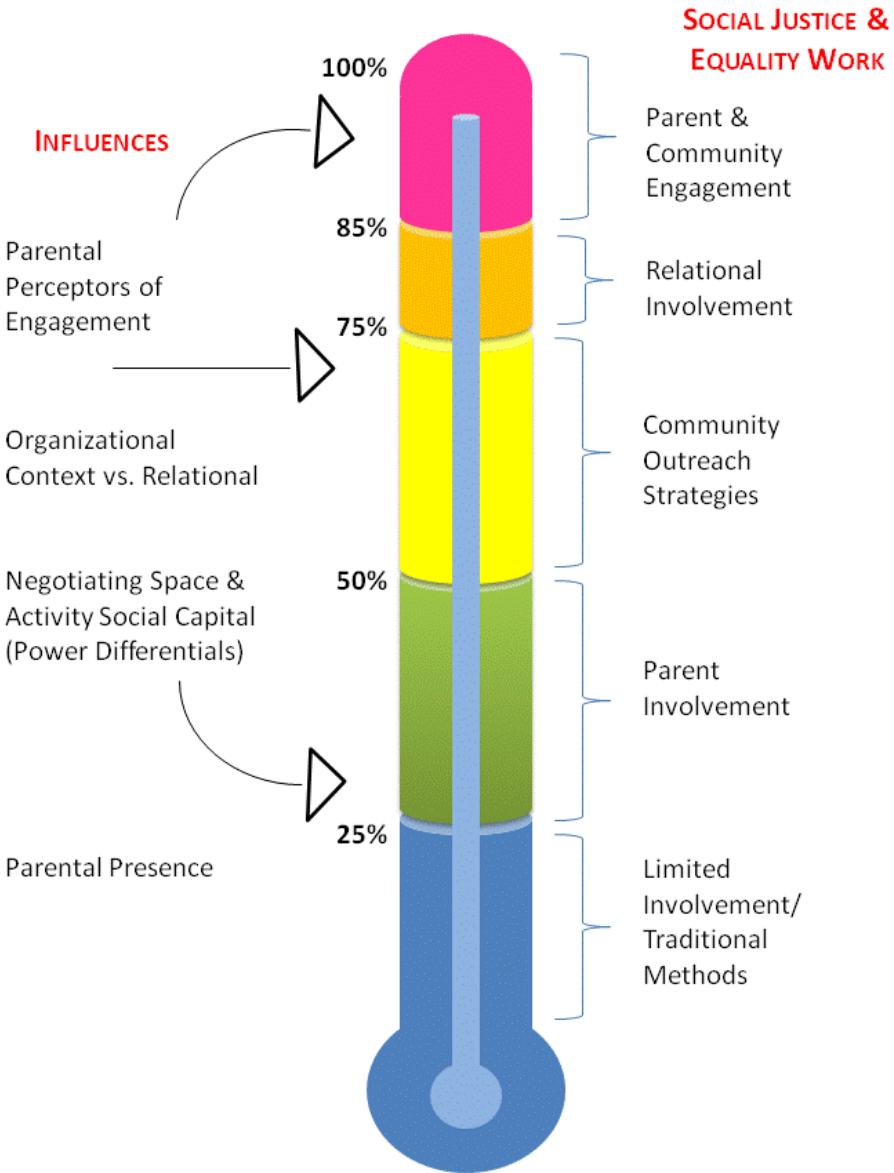 SOCIAL JUSTICE &
EQUALITY WORK
INFLUENCES
100%
85%
75%
50%
25%
Parental
Perceptors of
Engagement
Organizational
Context vs. Relational
Negotiating Space &
Activity Social Capital
(Power Differentials)
Parental Presence
Parent &
Community
Engagement
Relational
Involvement
Community
Outreach
Strategies
Parent
Involvement
Limited
Involvement/
Traditional
Methods